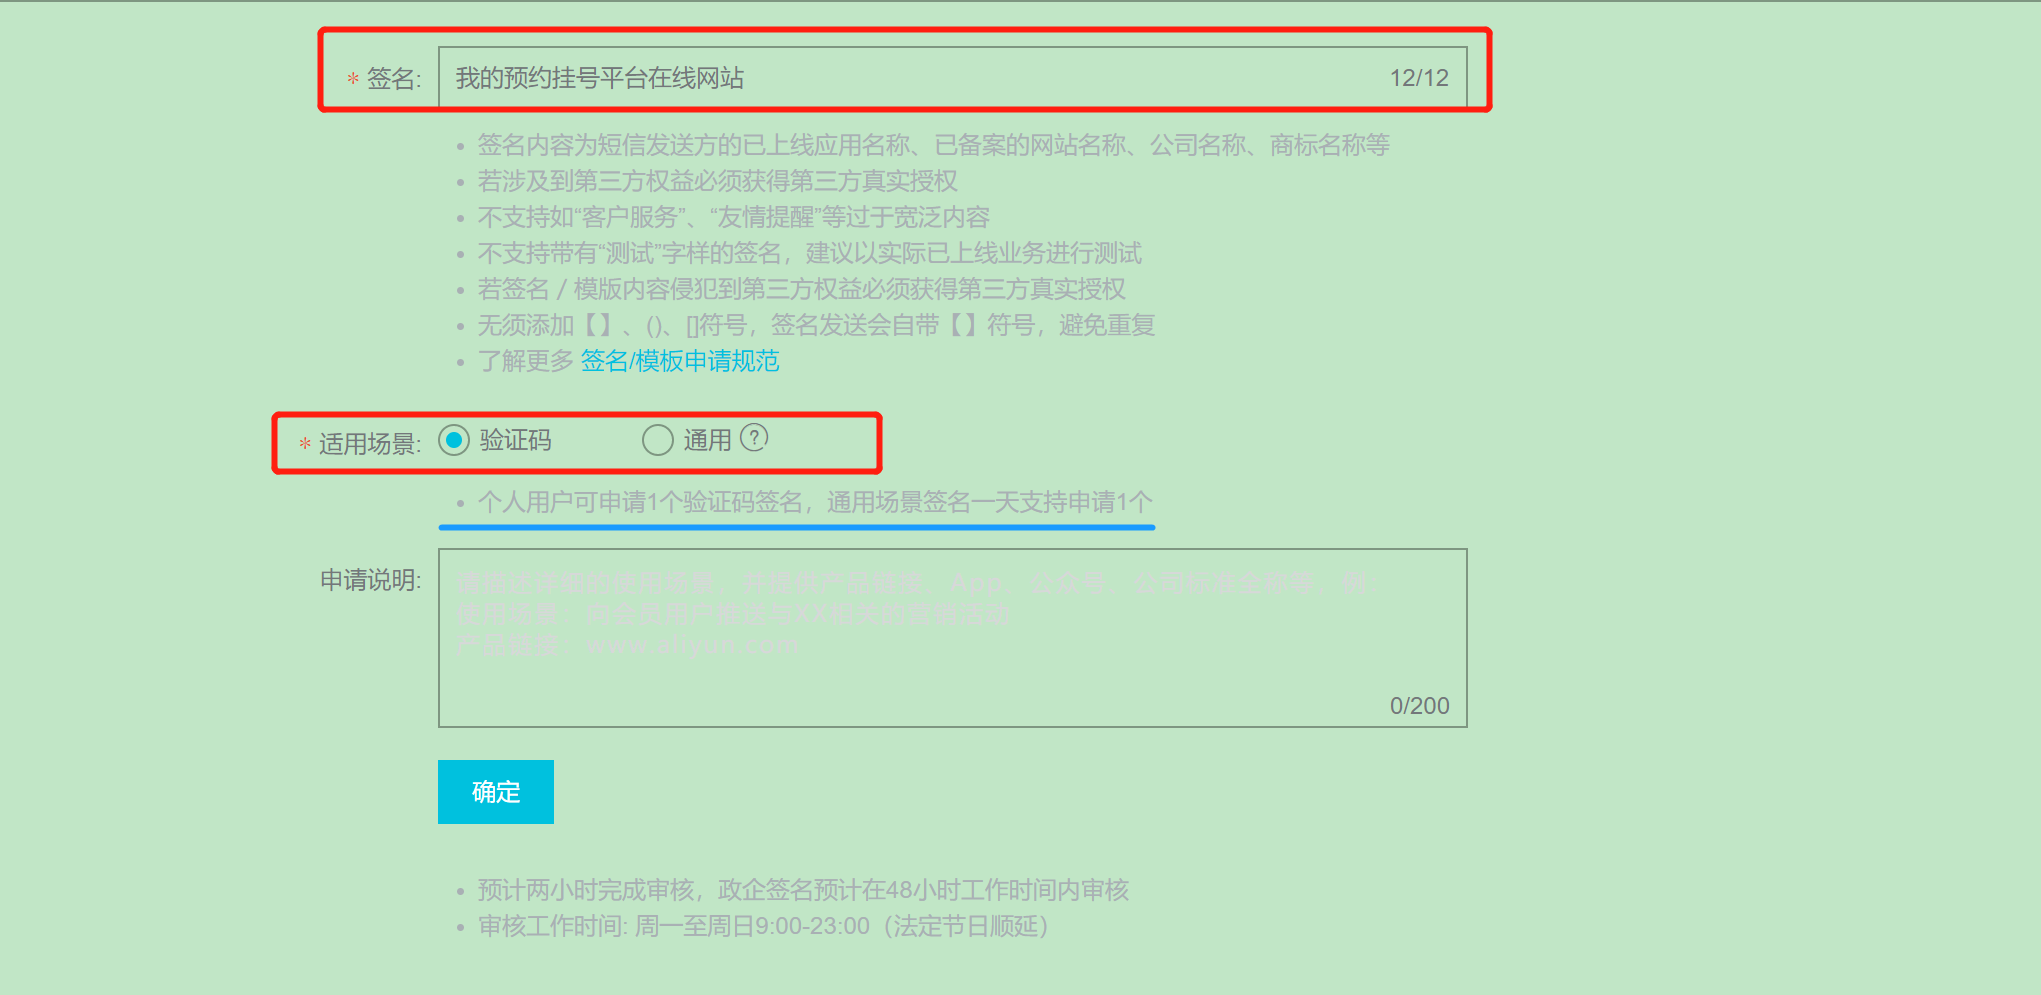 * 签名: 我的预约挂号平台在线网站 12/12
• 签名内容为短信发送方的已上线应用名称、已备案的网站名称、公司名称、商标名称等
• 若涉及到第三方权益必须获得第三方真实授权
• 不支持如“客户服务”、“友情提醒”等过于宽泛内容
• 不支持带有“测试”字样的签名，建议以实际已上线业务进行测试
• 若签名 / 模版内容侵犯到第三方权益必须获得第三方真实授权
• 无须添加【】、()、[]符号，签名发送会自带【】符号，避免重复
• 了解更多 签名/模板申请规范
* 适用场景: 验证码 通用 ?
• 个人用户可申请1个验证码签名，通用场景签名一天支持申请1个
申请说明:
www.aliyun.com
0/200
确定
• 预计两小时完成审核，政企签名预计在48小时工作时间内审核
• 审核工作时间: 周一至周日9:00-23:00（法定节日顺延）